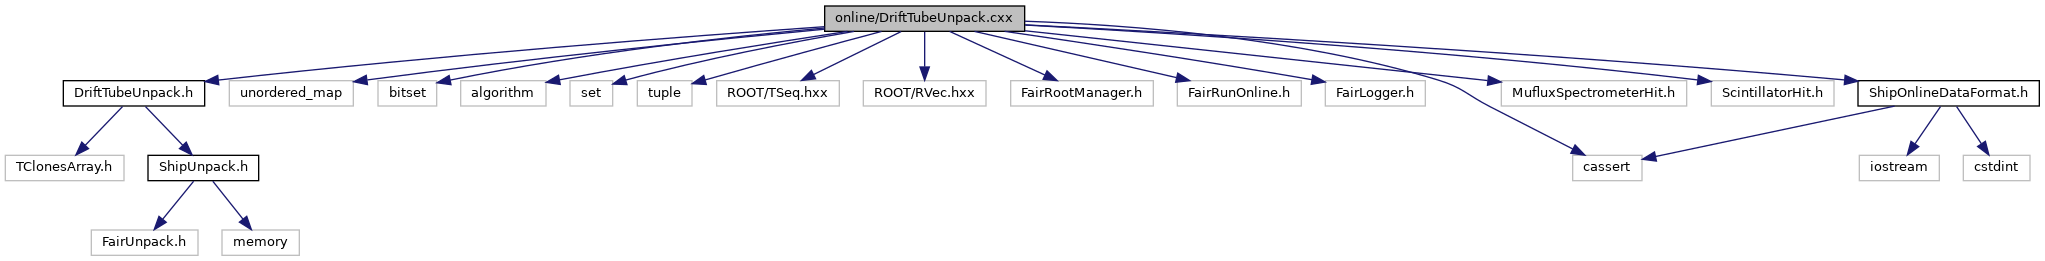 online/DriftTubeUnpack.cxx
DriftTubeUnpack.h
unordered_map
bitset
algorithm
set
tuple
ROOT/TSeq.hxx
ROOT/RVec.hxx
FairRootManager.h
FairRunOnline.h
FairLogger.h
MufluxSpectrometerHit.h
ScintillatorHit.h
ShipOnlineDataFormat.h
TClonesArray.h
ShipUnpack.h
cassert
iostream
cstdint
FairUnpack.h
memory